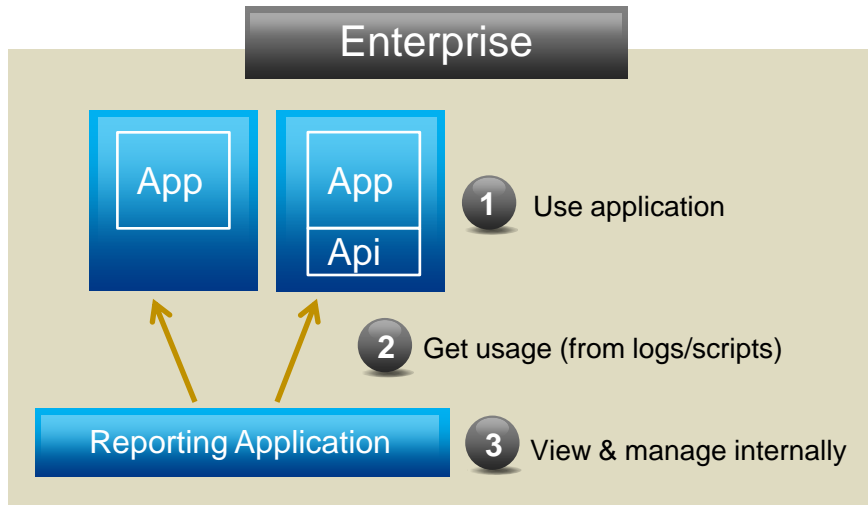 Enterprise
App
App
Api
1 Use application
2 Get usage (from logs/scripts)
Reporting Application
3 View & manage internally